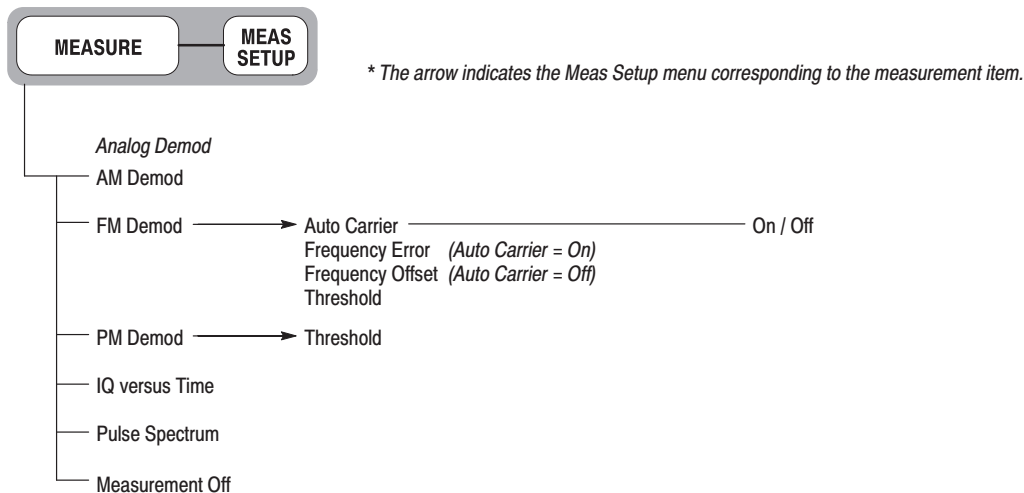 MEASURE
MEAS
SETUP
* The arrow indicates the Meas Setup menu corresponding to the measurement item.
Analog Demod
AM Demod
FM Demod Auto Carrier On / Off
Frequency Error (Auto Carrier = On)
Frequency Offset (Auto Carrier = Off)
Threshold
PM Demod Threshold
IQ versus Time
Pulse Spectrum
Measurement Off